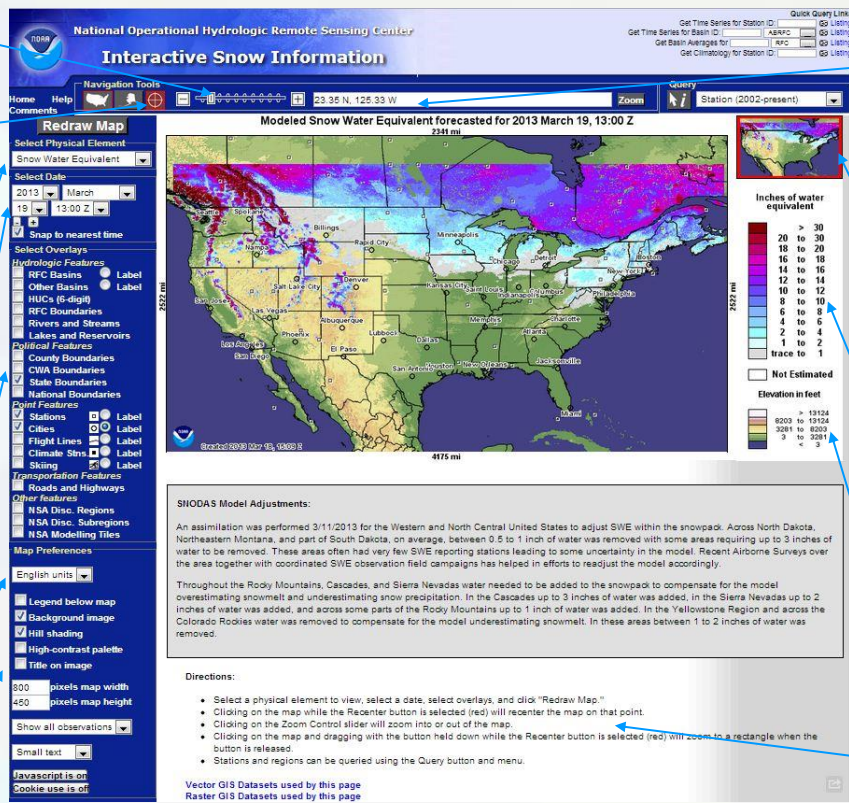 NOAA
National Operational Hydrologic Remote Sensing Center
Interactive Snow Information
Quick Query Link
Get Time Series for Station ID: Go Listing
Get Time Series for Basin ID: ABRFC ... Go Listing
Get Basin Averages for RFC ... Go Listing
Get Climatology for Station ID: Go Listing
Home Help
Comments
Navigation Tools
23.35 N, 125.33 W
Zoom
Query
i
Station (2002-present)
Redraw Map
Select Physical Element
Snow Water Equivalent
Select Date
2013 March
19 13:00 Z
- +
Snap to nearest time
Select Overlays
Hydrologic Features
RFC Basins Label
Other Basins Label
HUCs (6-digit)
RFC Boundaries
Rivers and Streams
Lakes and Reservoirs
Political Features
County Boundaries
CWA Boundaries
State Boundaries
National Boundaries
Point Features
Stations Label
Cities Label
Flight Lines Label
Climate Stns. Label
Skiing Label
Transportation Features
Roads and Highways
Other features
NSA Disc. Regions
NSA Disc. Subregions
NSA Modelling Tiles
Map Preferences
English units
Legend below map
Background image
Hill shading
High-contrast palette
Title on image
800 pixels map width
450 pixels map height
Show all observations
Small text
Javascript is on
Cookie use is off
Modeled Snow Water Equivalent forecasted for 2013 March 19, 13:00 Z
2341 mi
2522 mi
2522 mi
4175 mi
Seattle
Spokane
Billings
Nampa
Rapid City
Minneapolis
Salt Lake City
Denver
Chicago
Detroit
Boston
New York
Philadelphia
Kansas City
Saint Louis
Indianapolis
Columbus
San Jose
Las Vegas
Albuquerque
Los Angeles
San Diego
Phoenix
El Paso
Lubbock
Dallas
Memphis
Charlotte
Atlanta
San Antonio
Houston
New Orleans
Jacksonville
Miami
Created 2013 Mar 18, 15:03 Z
Inches of water
equivalent
> 30
20 to 30
18 to 20
16 to 18
14 to 16
12 to 14
10 to 12
8 to 10
6 to 8
4 to 6
2 to 4
1 to 2
trace to 1
Not Estimated
Elevation in feet
> 13124
8203 to 13124
3281 to 8203
3 to 3281
< 3
SNODAS Model Adjustments:
An assimilation was performed 3/11/2013 for the Western and North Central United States to adjust SWE within the snowpack. Across North Dakota,
Northeastern Montana, and part of South Dakota, on average, between 0.5 to 1 inch of water was removed with some areas requiring up to 3 inches of
water to be removed. These areas often had very few SWE reporting stations leading to some uncertainty in the model. Recent Airborne Surveys over
the area together with coordinated SWE observation field campaigns has helped in efforts to readjust the model accordingly.
Throughout the Rocky Mountains, Cascades, and Sierra Nevadas water needed to be added to the snowpack to compensate for the model
overestimating snowmelt and underestimating snow precipitation. In the Cascades up to 3 inches of water was added, in the Sierra Nevadas up to 2
inches of water was added, and across some parts of the Rocky Mountains up to 1 inch of water was added. In the Yellowstone Region and across the
Colorado Rockies water was removed to compensate for the model underestimating snowmelt. In these areas between 1 to 2 inches of water was
removed.
Directions:
• Select a physical element to view, select a date, select overlays, and click "Redraw Map."
• Clicking on the map while the Recenter button is selected (red) will recenter the map on that point.
• Clicking on the Zoom Control slider will zoom into or out of the map.
• Clicking on the map and dragging with the button held down while the Recenter button is selected (red) will zoom to a rectangle when the
button is released.
• Stations and regions can be queried using the Query button and menu.
Vector GIS Datasets used by this page
Raster GIS Datasets used by this page